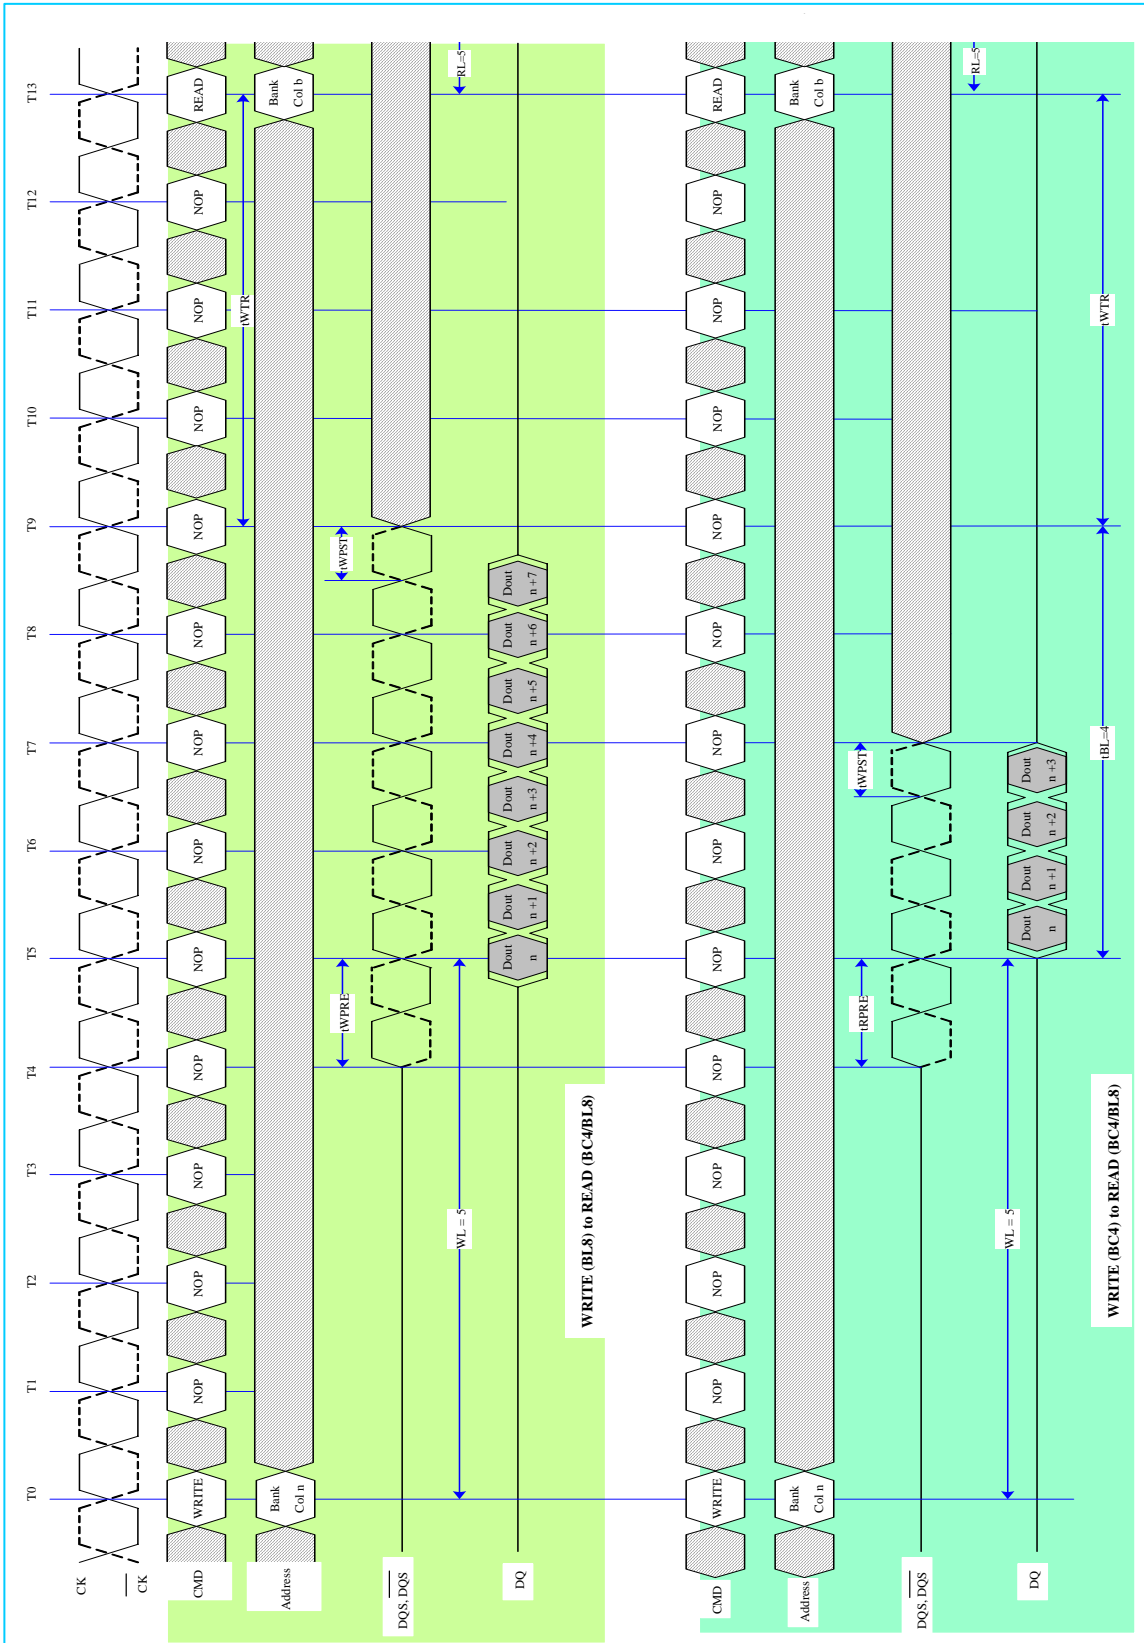 T0 T1 T2 T3 T4 T5 T6 T7 T8 T9 T10 T11 T12 T13
CK
CK
CMD WRITE NOP NOP NOP NOP NOP NOP NOP NOP NOP NOP NOP NOP READ
tWTR
Address
Bank Bank
Col n Col b
tWPRE tWPST
DQS, DQS
WL = 5 RL=5
DQ
Dout Dout Dout Dout Dout Dout Dout Dout
n n +1 n +2 n +3 n +4 n +5 n +6 n +7
WRITE (BL8) to READ (BC4/BL8)
CMD WRITE NOP NOP NOP NOP NOP NOP NOP NOP NOP NOP NOP NOP READ
Address
Bank Bank
Col n Col b
tRPRE tWPST
DQS, DQS
RL=5
WL = 5
DQ
Dout Dout Dout Dout
n n +1 n +2 n +3
tBL=4 tWTR
WRITE (BC4) to READ (BC4/BL8)